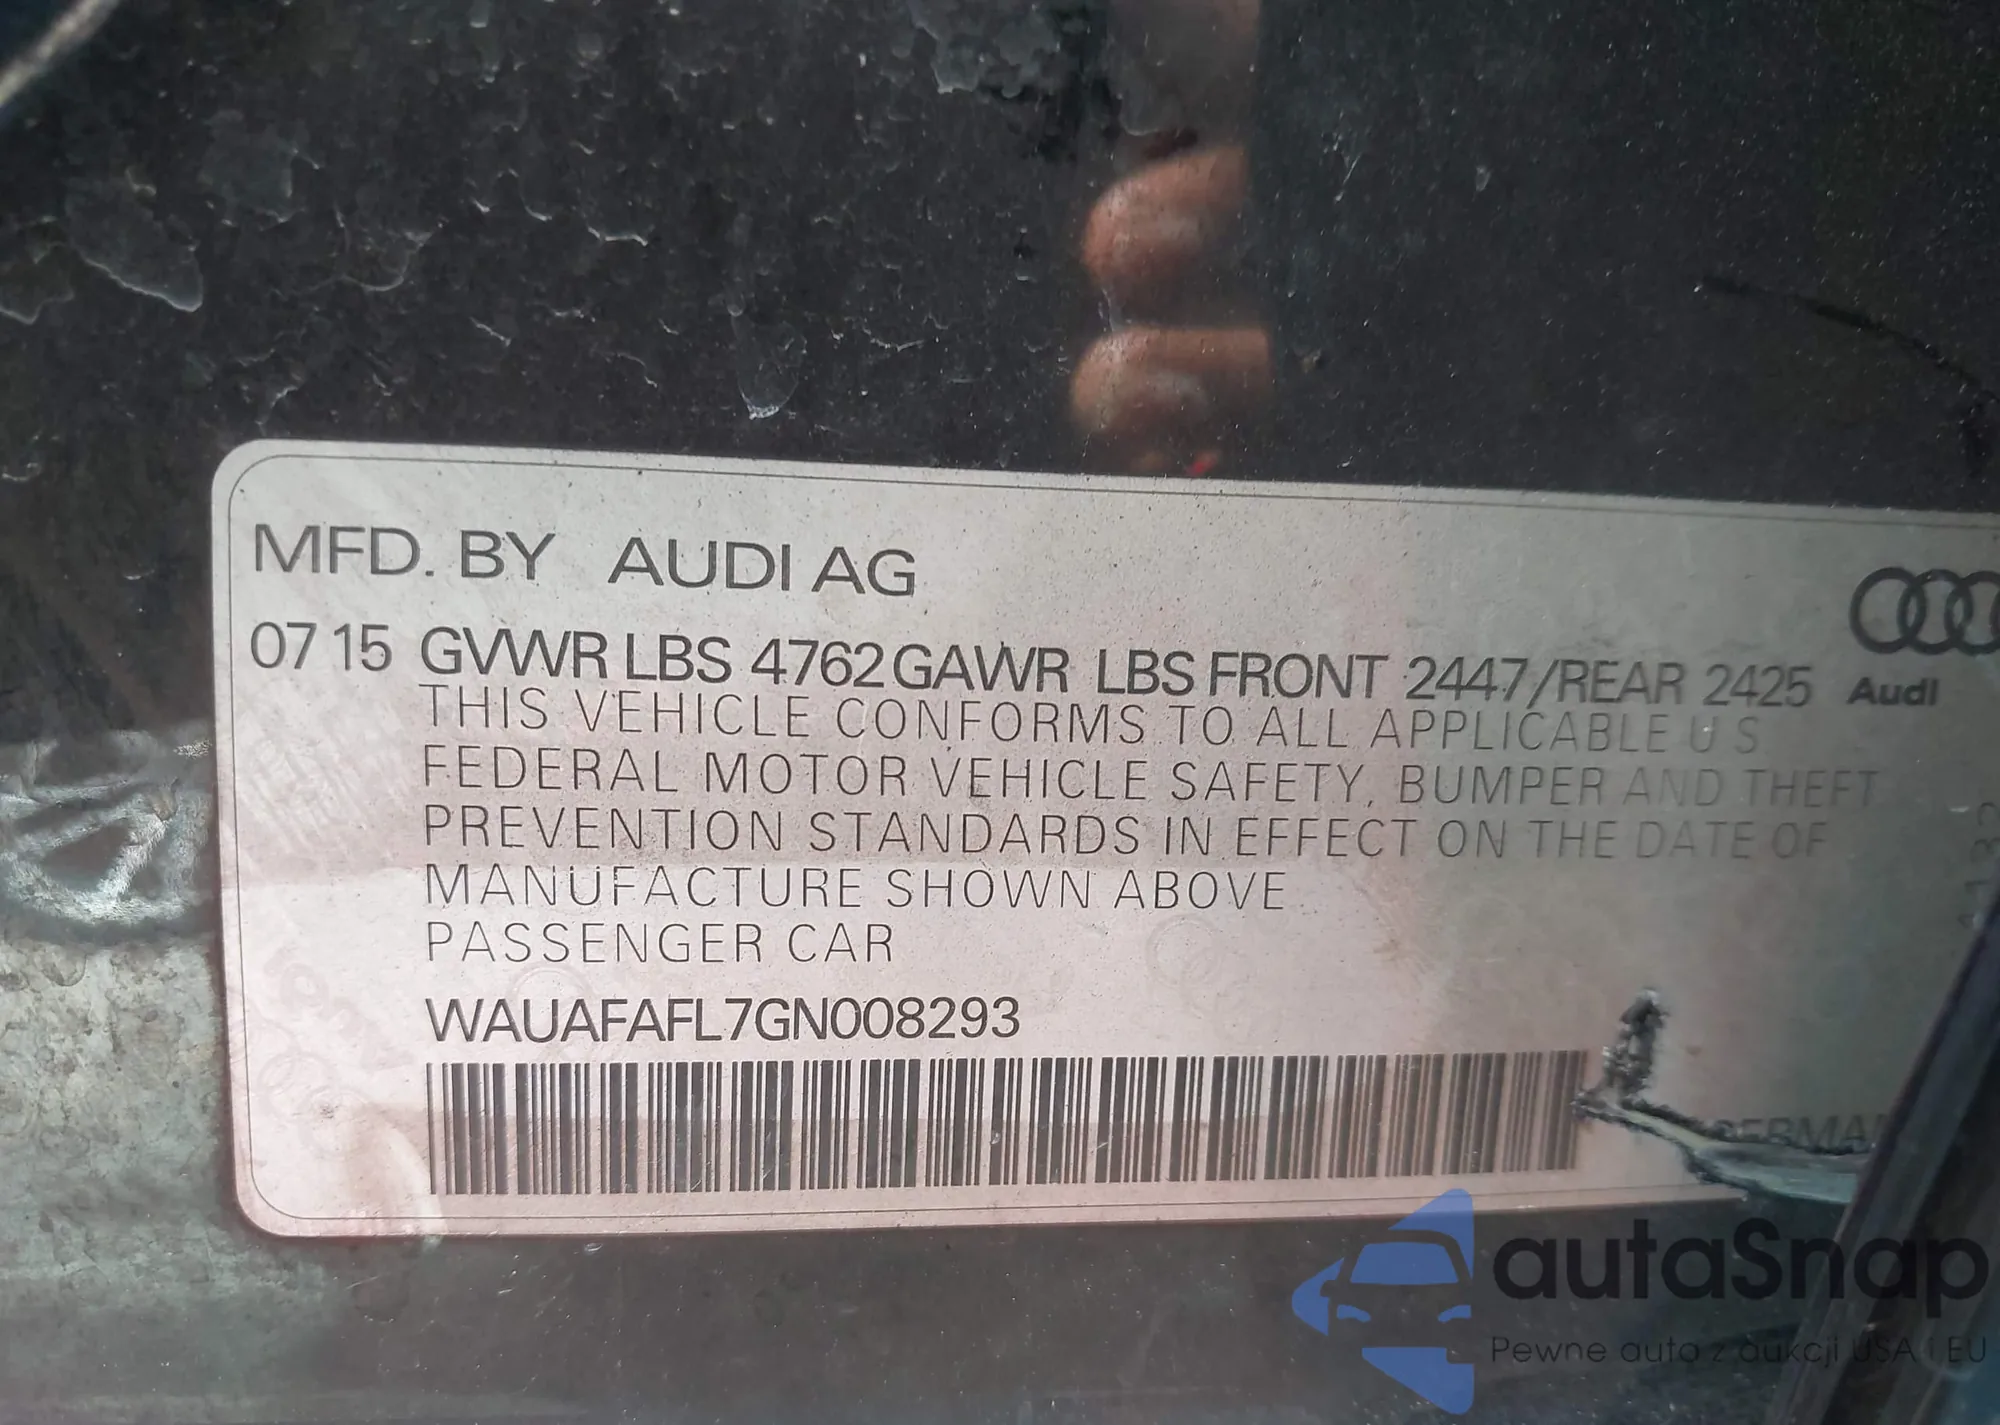 MFD. BY AUDI AG
07 15 GVWR LBS 4762 GAWR LBS FRONT 2447/REAR 2425
Audi
THIS VEHICLE CONFORMS TO ALL APPLICABLE U S
FEDERAL MOTOR VEHICLE SAFETY, BUMPER AND THEFT
PREVENTION STANDARDS IN EFFECT ON THE DATE OF
MANUFACTURE SHOWN ABOVE
PASSENGER CAR
WAUAFAFL7GN008293
autaSnap
Pewne auta z aukcji USA i EU